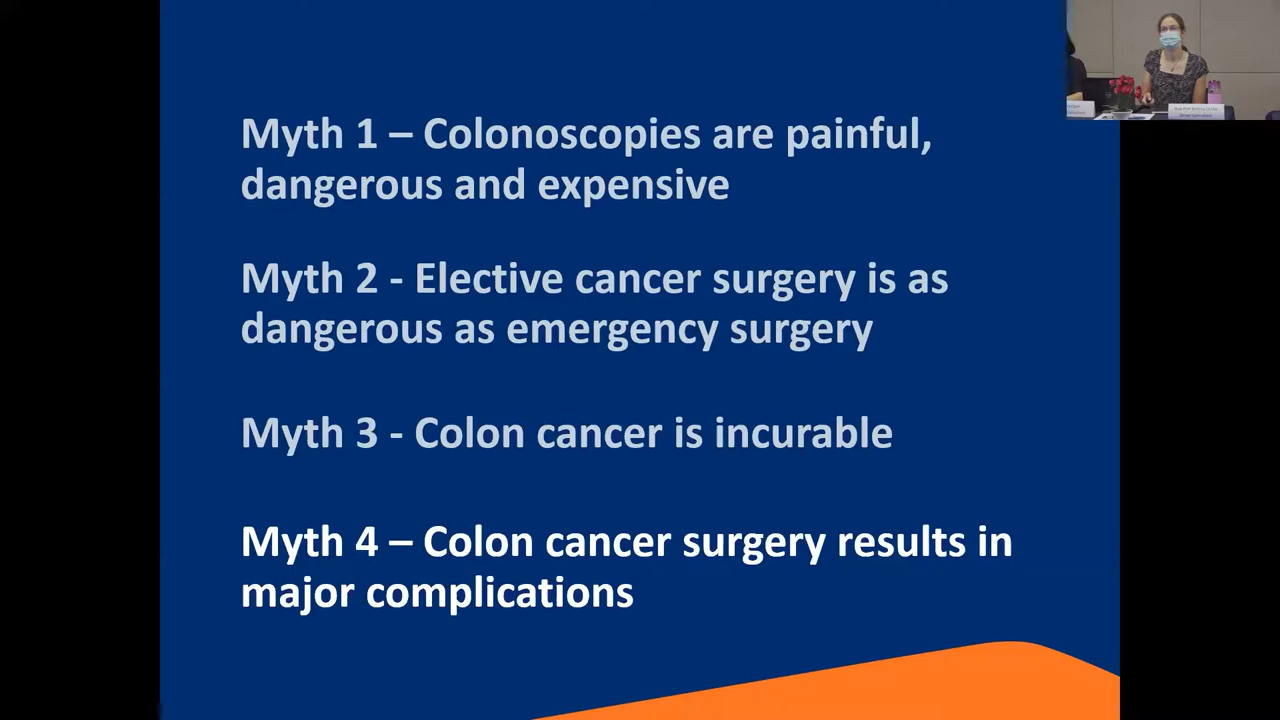 Myth 1 – Colonoscopies are painful,
dangerous and expensive
Myth 2 - Elective cancer surgery is as
dangerous as emergency surgery
Myth 3 - Colon cancer is incurable
Myth 4 – Colon cancer surgery results in
major complications